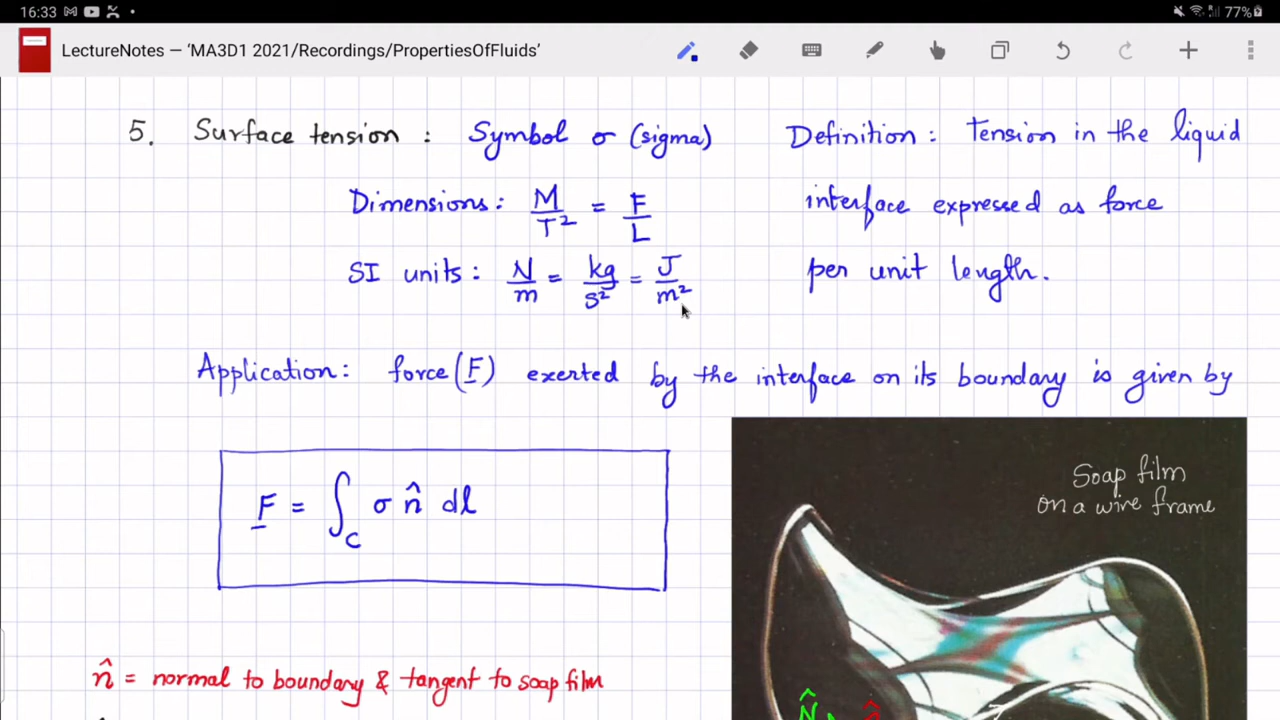 16:33
77%
LectureNotes — ‘MA3D1 2021/Recordings/PropertiesOfFluids’
5. Surface tension : Symbol σ (sigma)
Definition : Tension in the liquid
interface expressed as force
per unit length.
Dimensions : M/T² = F/L
SI units : N/m = kg/s² = J/m²
Application : force (F) exerted by the interface on its boundary is given by
F = ∫_C σ n̂ dl
Soap film
on a wire frame
n̂ = normal to boundary & tangent to soap film
N̂
n̂